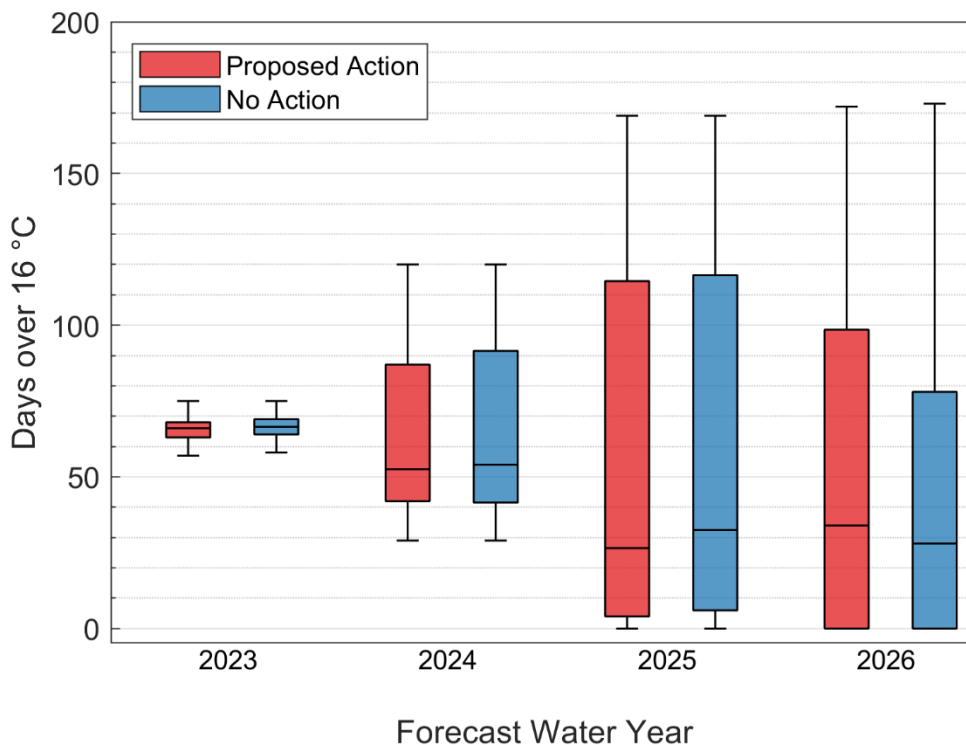 200
150
100
50
0
Days over 16 °C
Proposed Action
No Action
2023 2024 2025 2026
Forecast Water Year